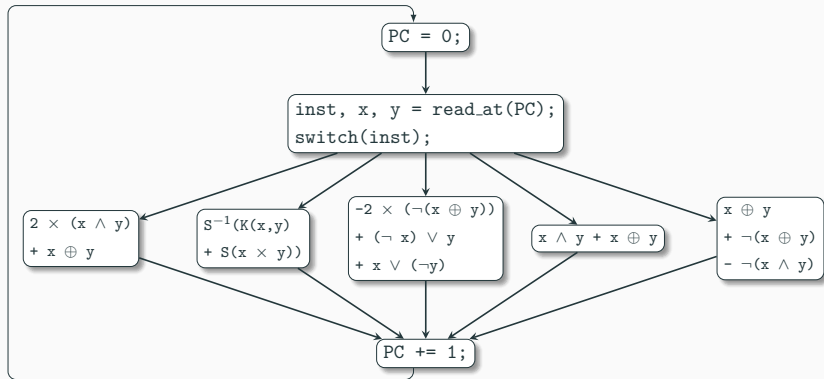 PC = 0;
inst, x, y = read_at(PC);
switch(inst);
2 × (x ∧ y)
+ x ⊕ y
S⁻¹(K(x,y)
+ S(x × y))
-2 × (¬(x ⊕ y))
+ (¬ x) ∨ y
+ x ∨ (¬y)
x ∧ y + x ⊕ y
x ⊕ y
+ ¬(x ⊕ y)
- ¬(x ∧ y)
PC += 1;